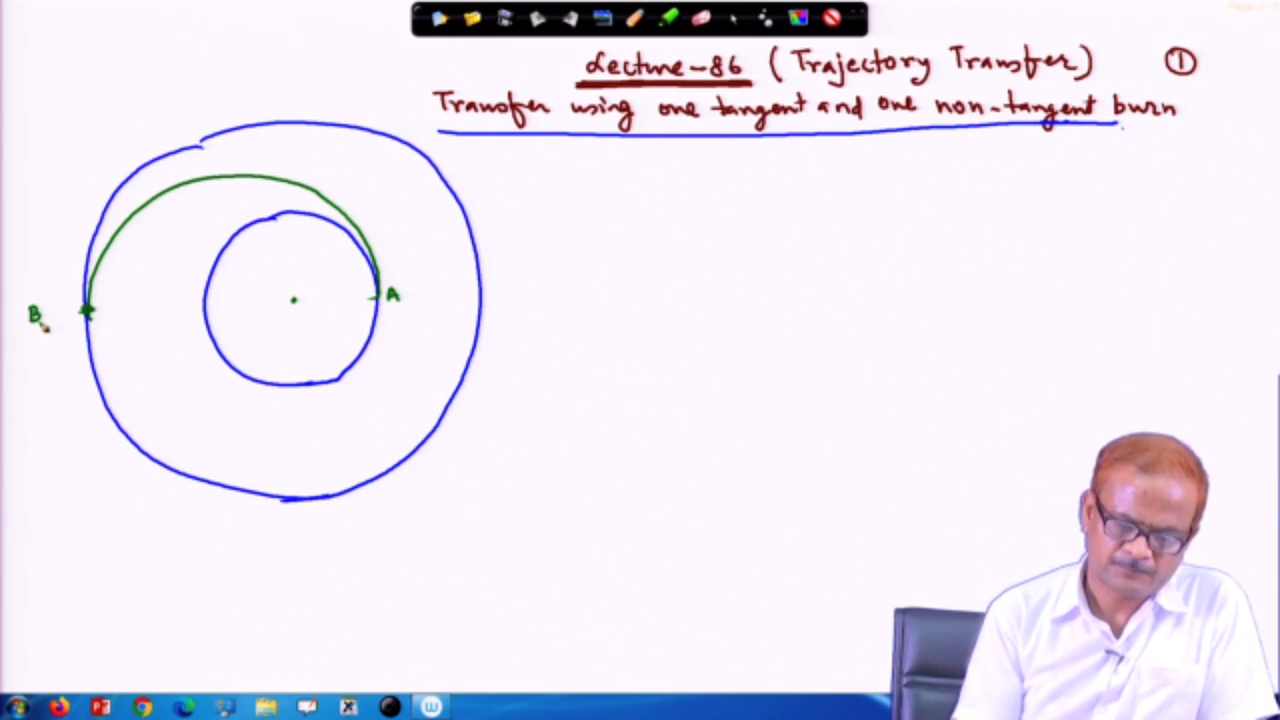 Lecture-86 (Trajectory Transfer) ①
Transfer using one tangent and one non-tangent burn
A
B